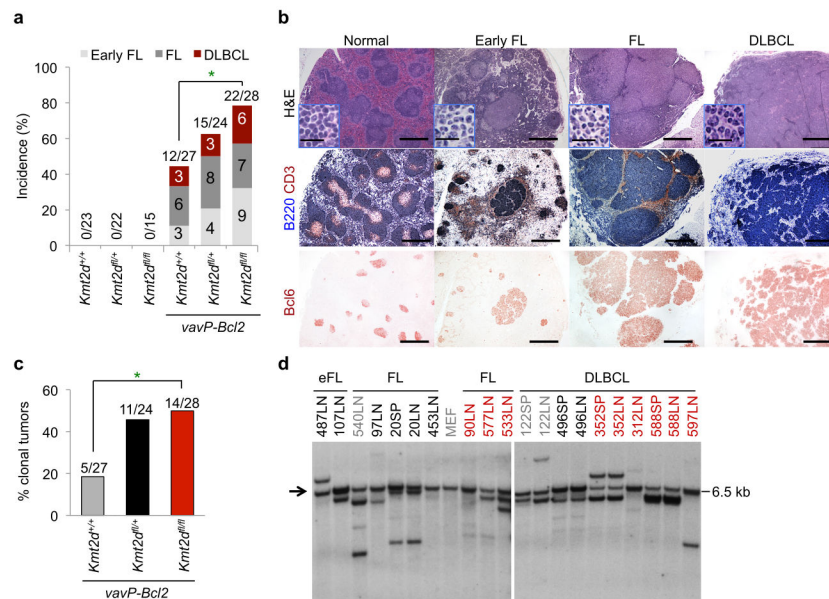 a
Early FL FL DLBCL
Incidence (%)
100
80
60
40
20
0
*
0/23
0/22
0/15
12/27
15/24
22/28
3
6
3
3
8
4
6
7
9
Kmt2d+/+
Kmt2dfl/+
Kmt2dfl/fl
Kmt2d+/+
Kmt2dfl/+
Kmt2dfl/fl
vavP-Bcl2
b
Normal Early FL FL DLBCL
H&E
B220 CD3
Bcl6
c
% clonal tumors
60
40
20
0
*
5/27
11/24
14/28
Kmt2d+/+
Kmt2dfl/+
Kmt2dfl/fl
vavP-Bcl2
d
eFL FL FL DLBCL
487LN
107LN
540LN
97LN
20SP
20LN
453LN
MEF
90LN
577LN
533LN
122SP
122LN
496SP
496LN
352SP
352LN
312LN
588SP
588LN
597LN
6.5 kb